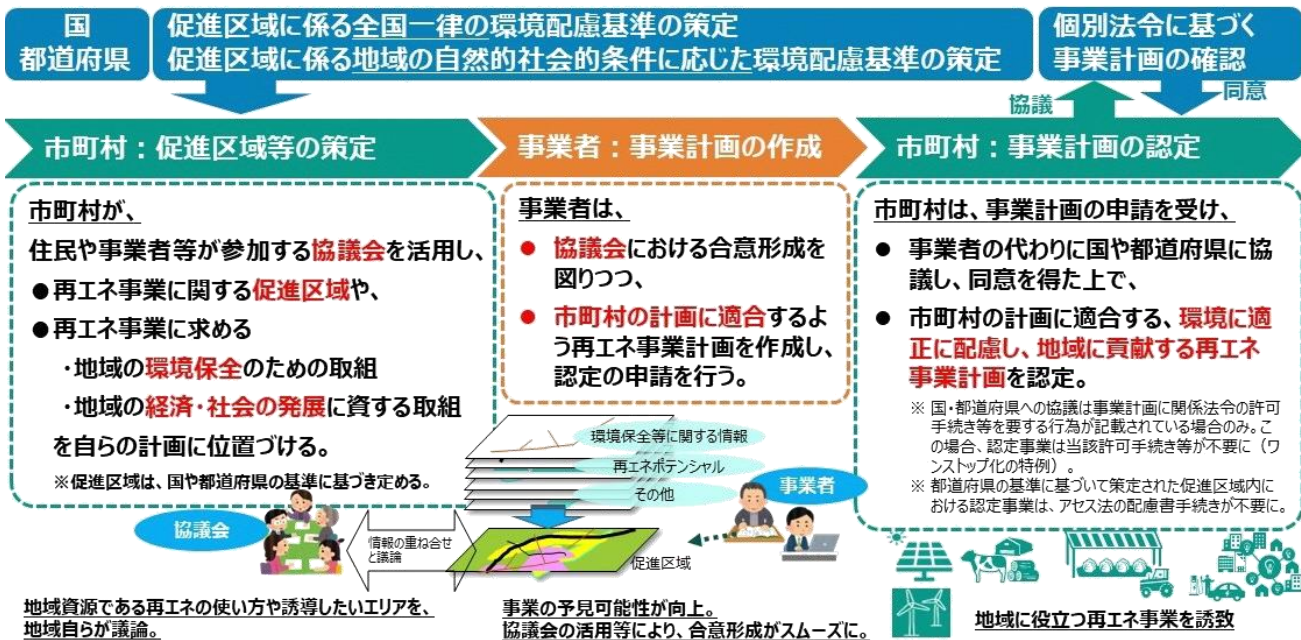 国
都道府県
促進区域に係る全国一律の環境配慮基準の策定
促進区域に係る地域の自然的社会的条件に応じた環境配慮基準の策定
個別法令に基づく
事業計画の確認
協議
同意
市町村：促進区域等の策定
事業者：事業計画の作成
市町村：事業計画の認定
市町村が、
住民や事業者等が参加する協議会を活用し、
●再エネ事業に関する促進区域や、
●再エネ事業に求める
・地域の環境保全のための取組
・地域の経済・社会の発展に資する取組
を自らの計画に位置づける。
※促進区域は、国や都道府県の基準に基づき定める。
事業者は、
● 協議会における合意形成を
図りつつ、
● 市町村の計画に適合するよ
う再エネ事業計画を作成し、
認定の申請を行う。
市町村は、事業計画の申請を受け、
● 事業者の代わりに国や都道府県に協
議し、同意を得た上で、
● 市町村の計画に適合する、環境に適
正に配慮し、地域に貢献する再エネ
事業計画を認定。
※ 国・都道府県への協議は事業計画に関係法令の許可
手続き等を要する行為が記載されている場合のみ。こ
の場合、認定事業は当該許可手続き等が不要に（ワ
ンストップ化の特例）。
※ 都道府県の基準に基づいて策定された促進区域内に
おける認定事業は、アセス法の配慮書手続きが不要に。
環境保全等に関する情報
再エネポテンシャル
その他
事業者
協議会
情報の重ね合せ
と議論
促進区域
地域資源である再エネの使い方や誘導したいエリアを、
地域自らが議論。
事業の予見可能性が向上。
協議会の活用等により、合意形成がスムーズに。
地域に役立つ再エネ事業を誘致